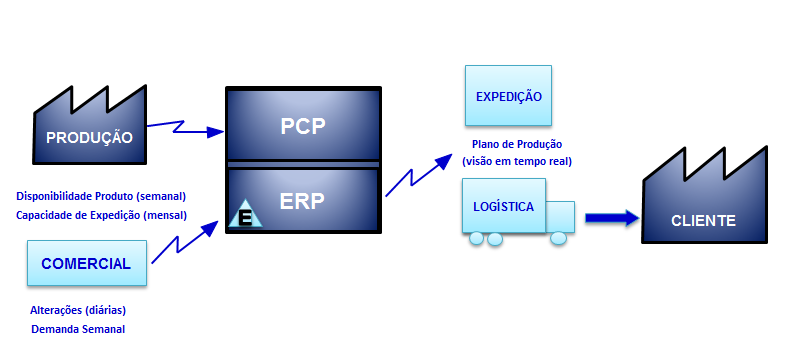 PRODUÇÃO
Disponibilidade Produto (semanal)
Capacidade de Expedição (mensal)
COMERCIAL
Alterações (diárias)
Demanda Semanal
PCP
ERP
E
EXPEDIÇÃO
Plano de Produção
(visão em tempo real)
LOGÍSTICA
CLIENTE